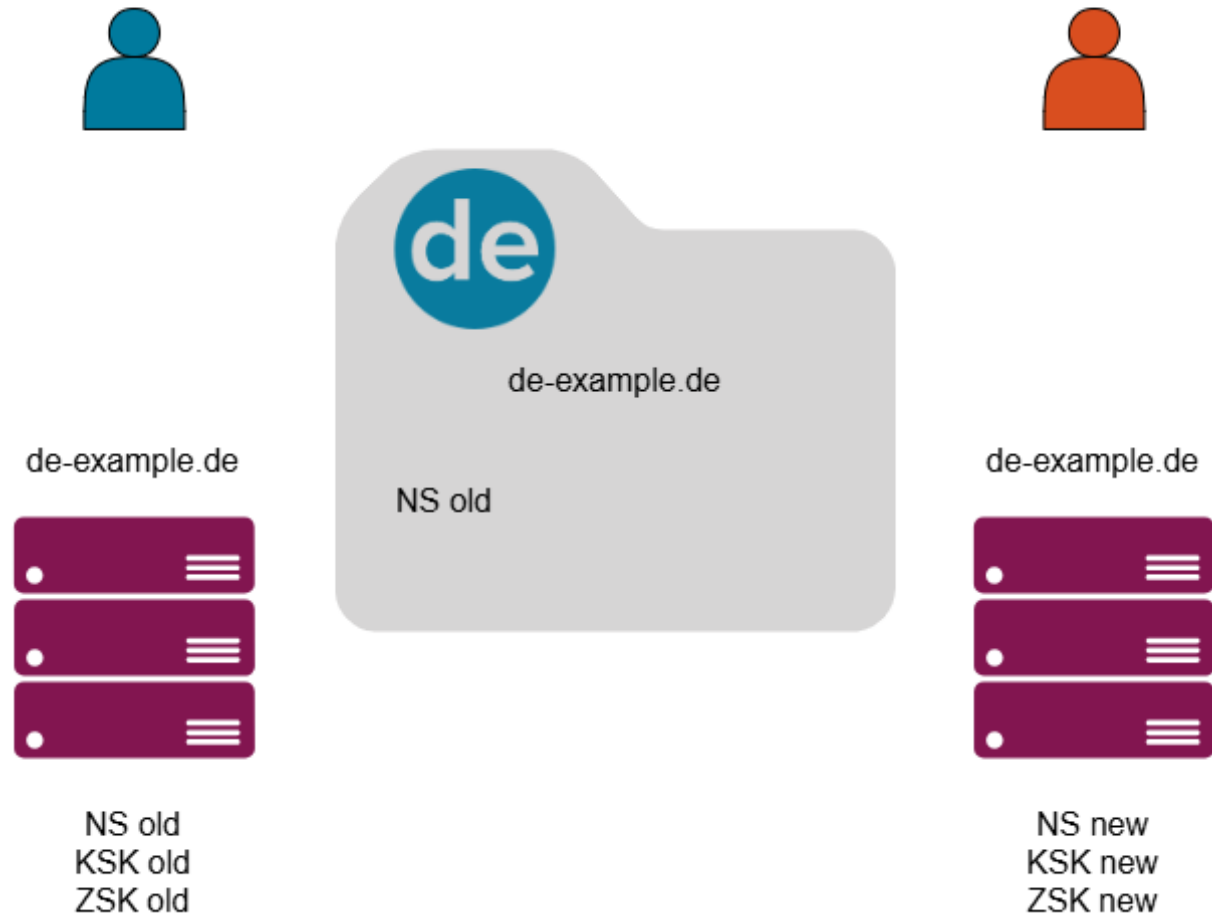 de
de-example.de
de-example.de
de-example.de
NS old
NS old
KSK old
ZSK old
NS new
KSK new
ZSK new